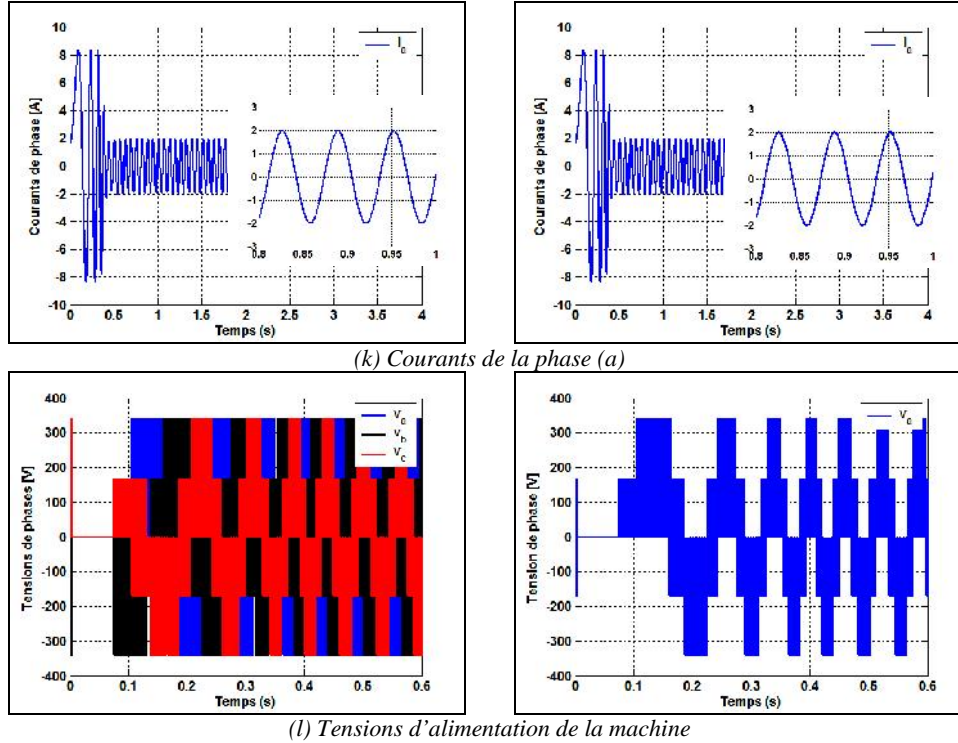 10
8
6
4
2
0
-2
-4
-6
-8
-10
Courants de phase [A]
Ia
3
2
1
0
-1
-2
-3
0.8 0.85 0.9 0.95 1
0 0.5 1 1.5 2 2.5 3 3.5 4
Temps (s)
10
8
6
4
2
0
-2
-4
-6
-8
-10
Courants de phase [A]
Ia
3
2
1
0
-1
-2
-3
0.8 0.85 0.9 0.95 1
0 0.5 1 1.5 2 2.5 3 3.5 4
Temps (s)
(k) Courants de la phase (a)
400
300
200
100
0
-100
-200
-300
-400
Tensions de phases [V]
va
vb
vc
0 0.1 0.2 0.3 0.4 0.5 0.6
Temps (s)
400
300
200
100
0
-100
-200
-300
-400
Tension de phase [V]
va
0 0.1 0.2 0.3 0.4 0.5 0.6
Temps (s)
(l) Tensions d'alimentation de la machine